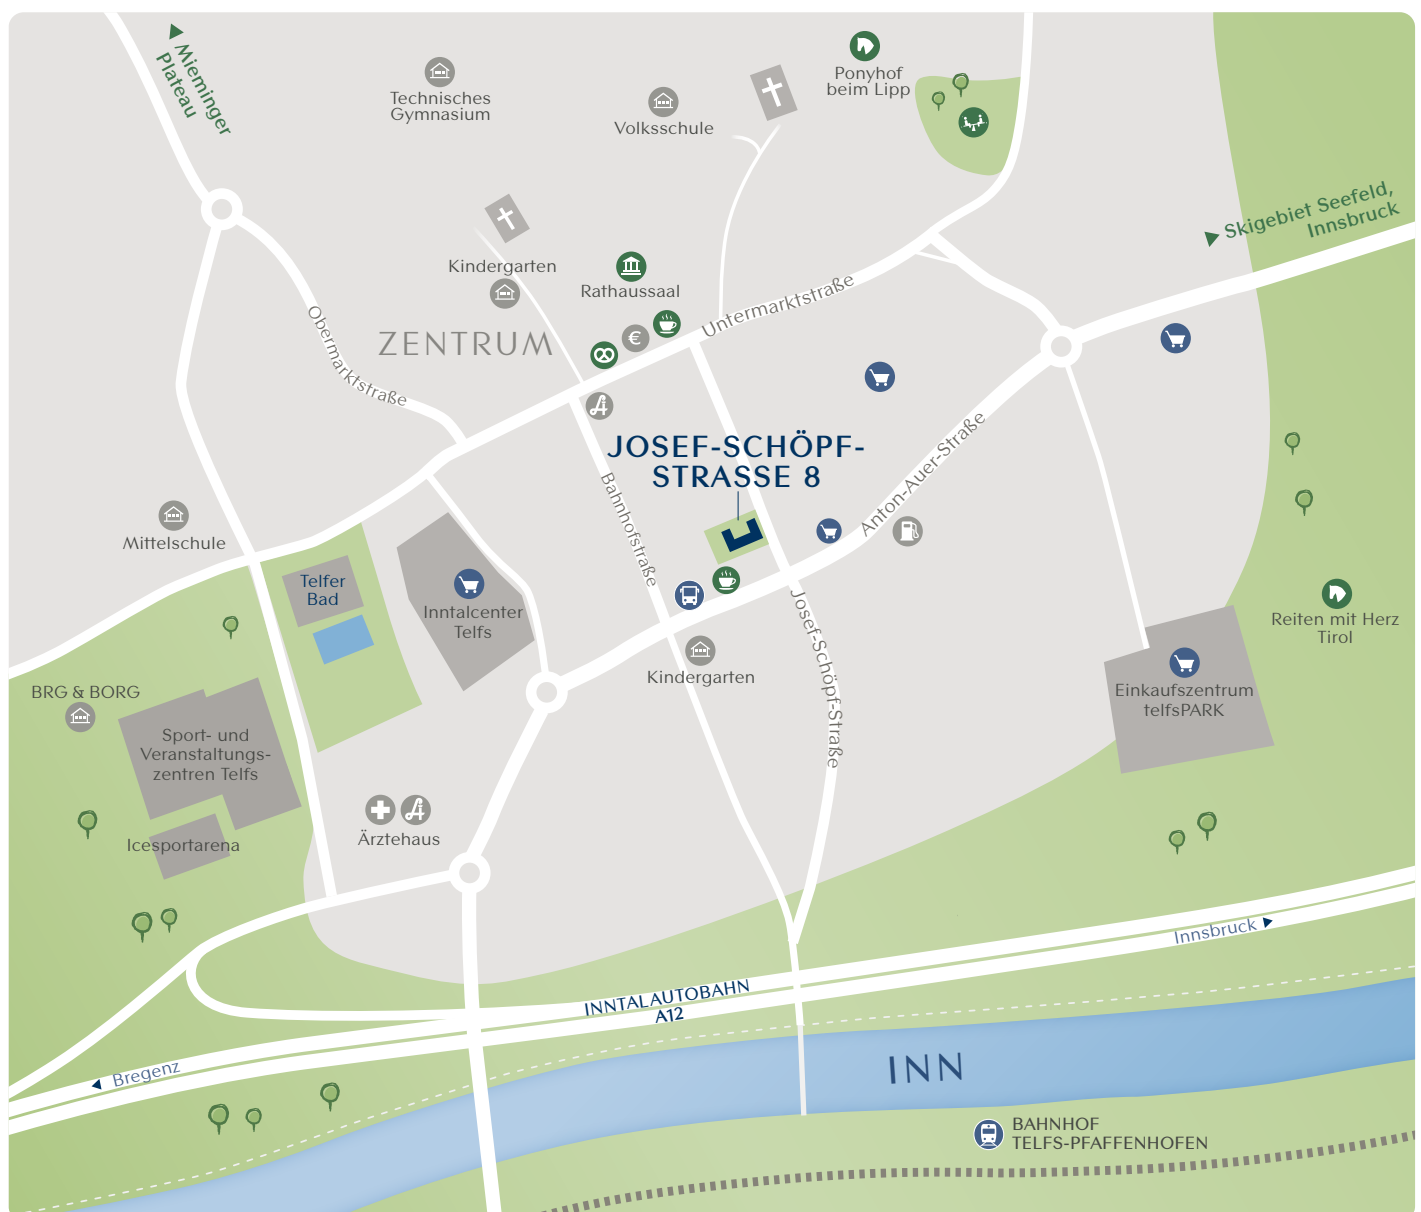 Mieminger
Plateau
Technisches
Gymnasium
Volksschule
Ponyhof
beim Lipp
Skigebiet Seefeld,
Innsbruck
Kindergarten
Rathaussaal
€
ZENTRUM
Obermarktstraße
Untermarktstraße
JOSEF-SCHÖPF-
STRASSE 8
Bahnhofstraße
Anton-Auer-Straße
Mittelschule
Telfer
Bad
Inntalcenter
Telfs
Josef-Schöpf-Straße
Reiten mit Herz
Tirol
Kindergarten
BRG & BORG
Einkaufszentrum
telfsPARK
Sport- und
Veranstaltungs-
zentren Telfs
Icesportarena
Ärztehaus
Innsbruck
INNTALAUTOBAHN
A12
Bregenz
INN
BAHNHOF
TELFS-PFAFFENHOFEN